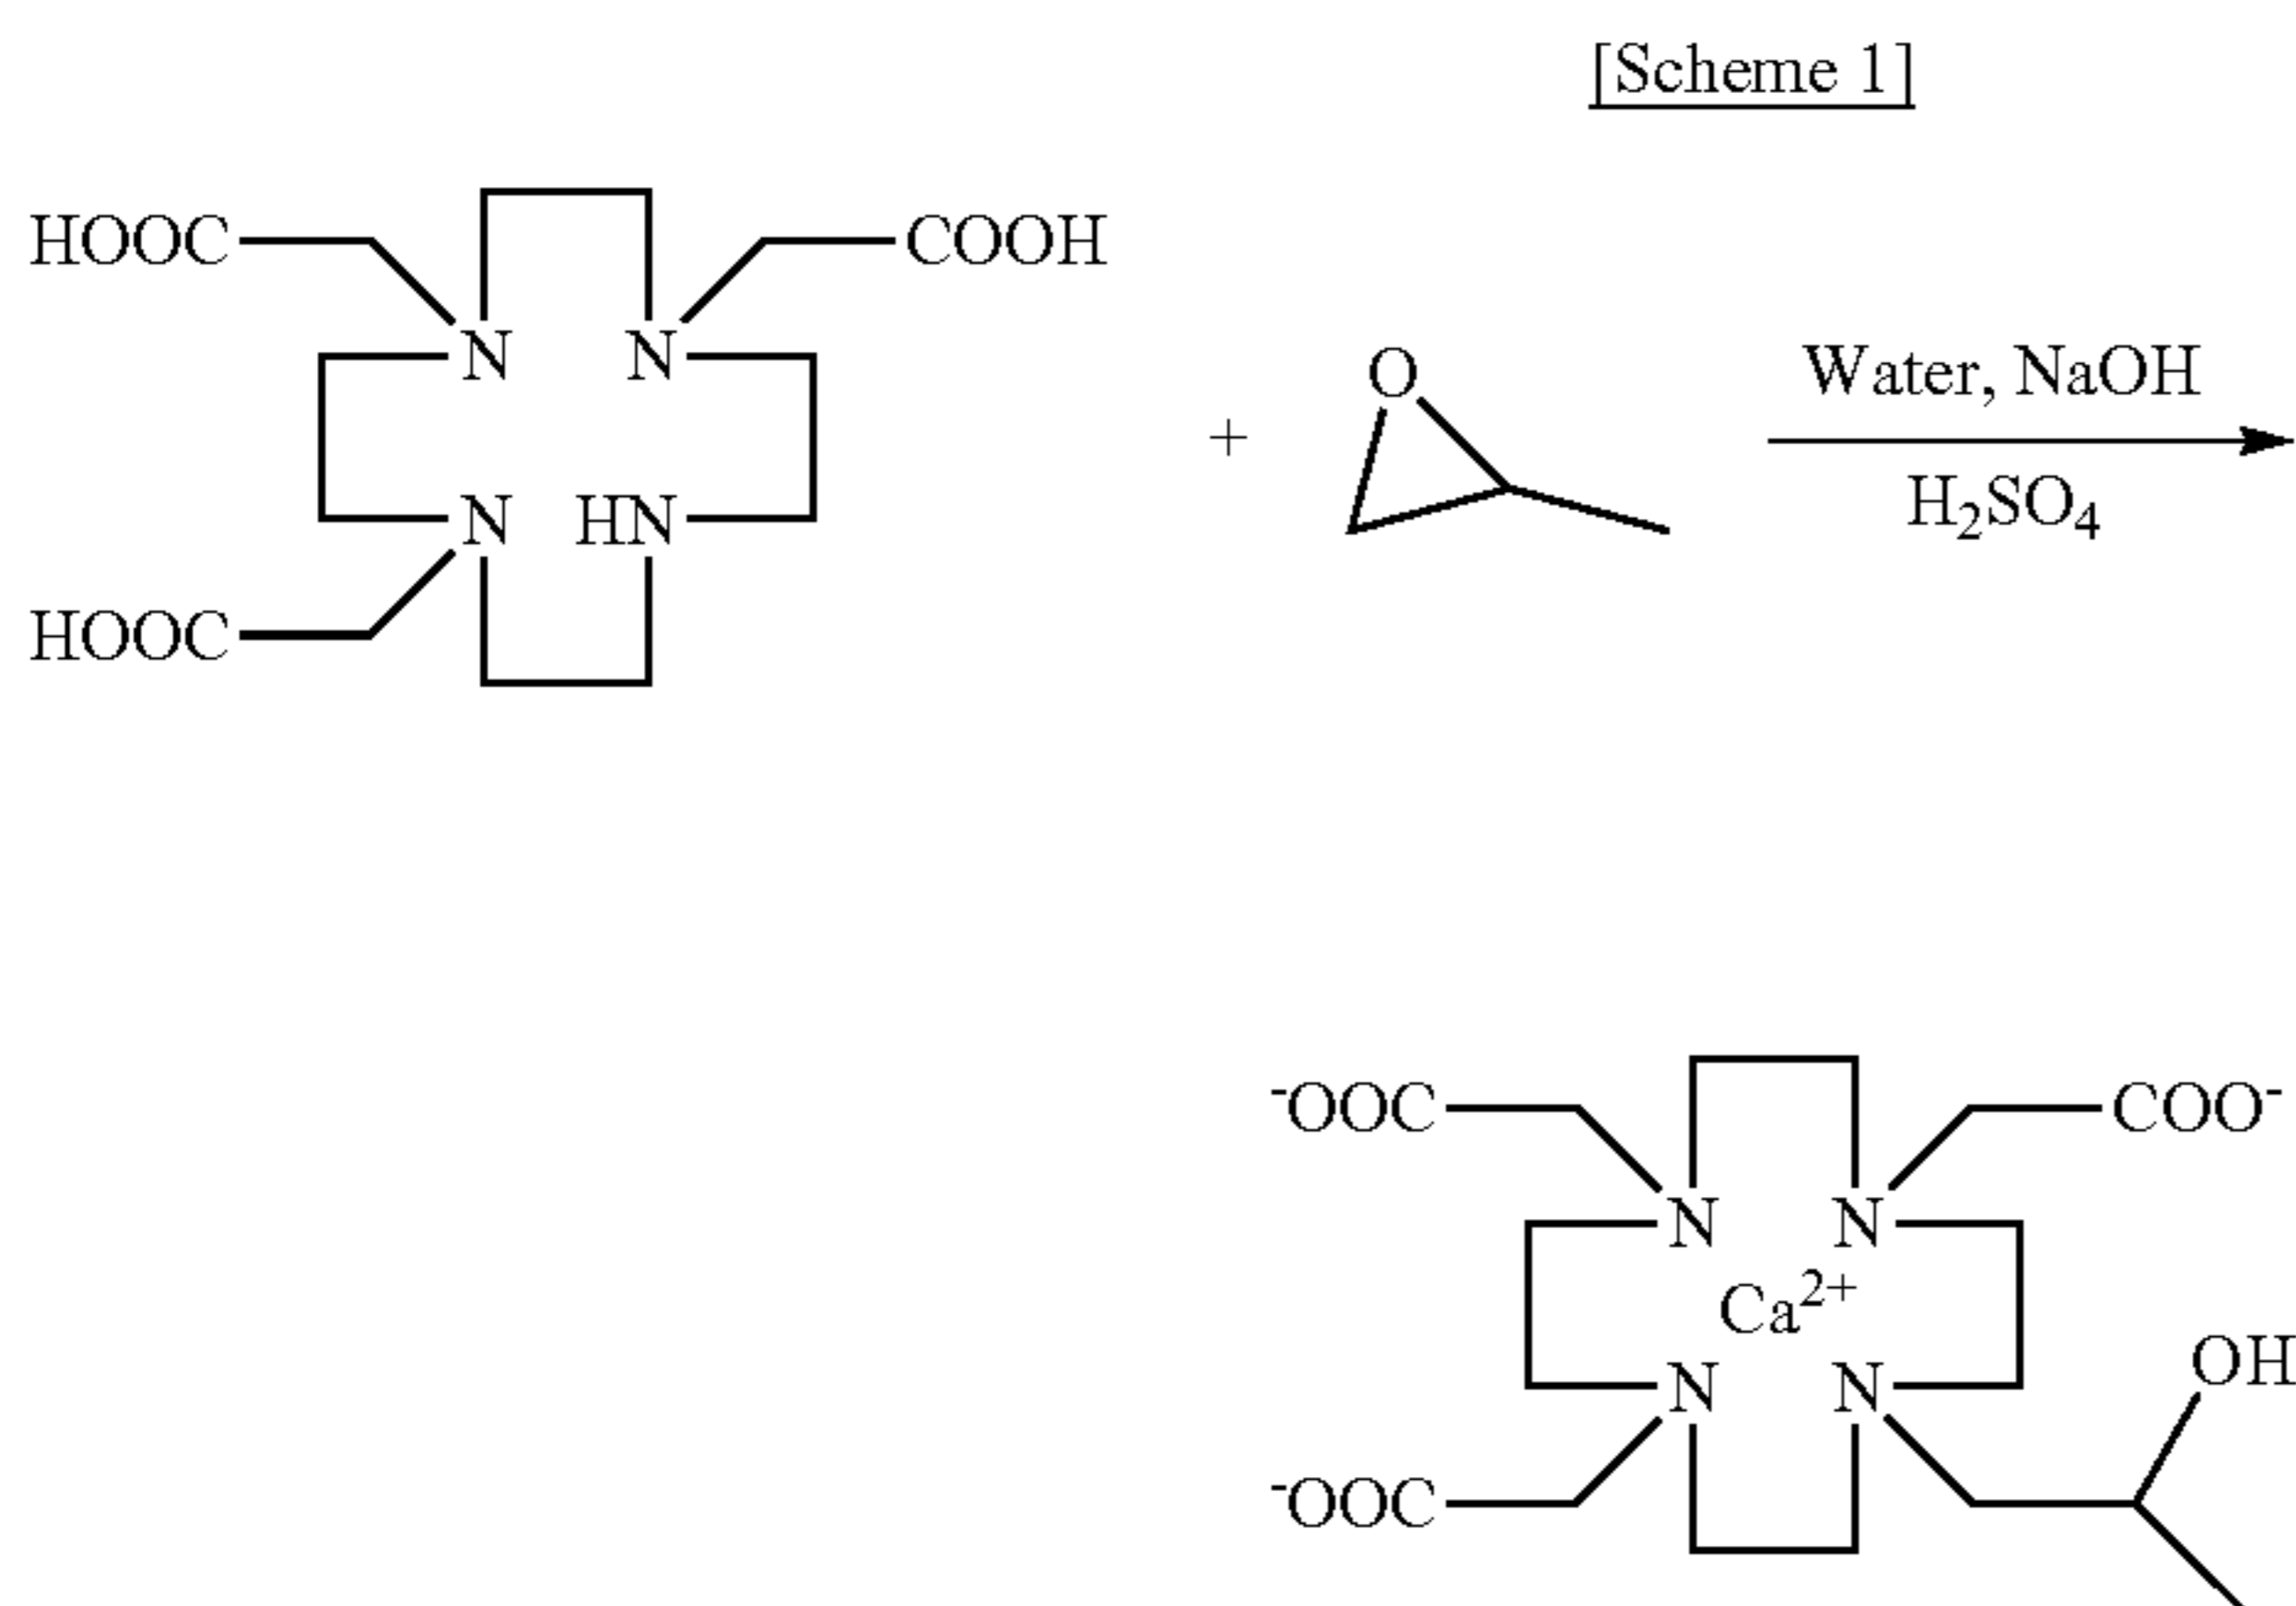 [Scheme 1]
HOOC COOH
N N
O
+
Water, NaOH
H₂SO₄
N HN
HOOC
⁻OOC COO⁻
N N
Ca²⁺
OH
N N
⁻OOC